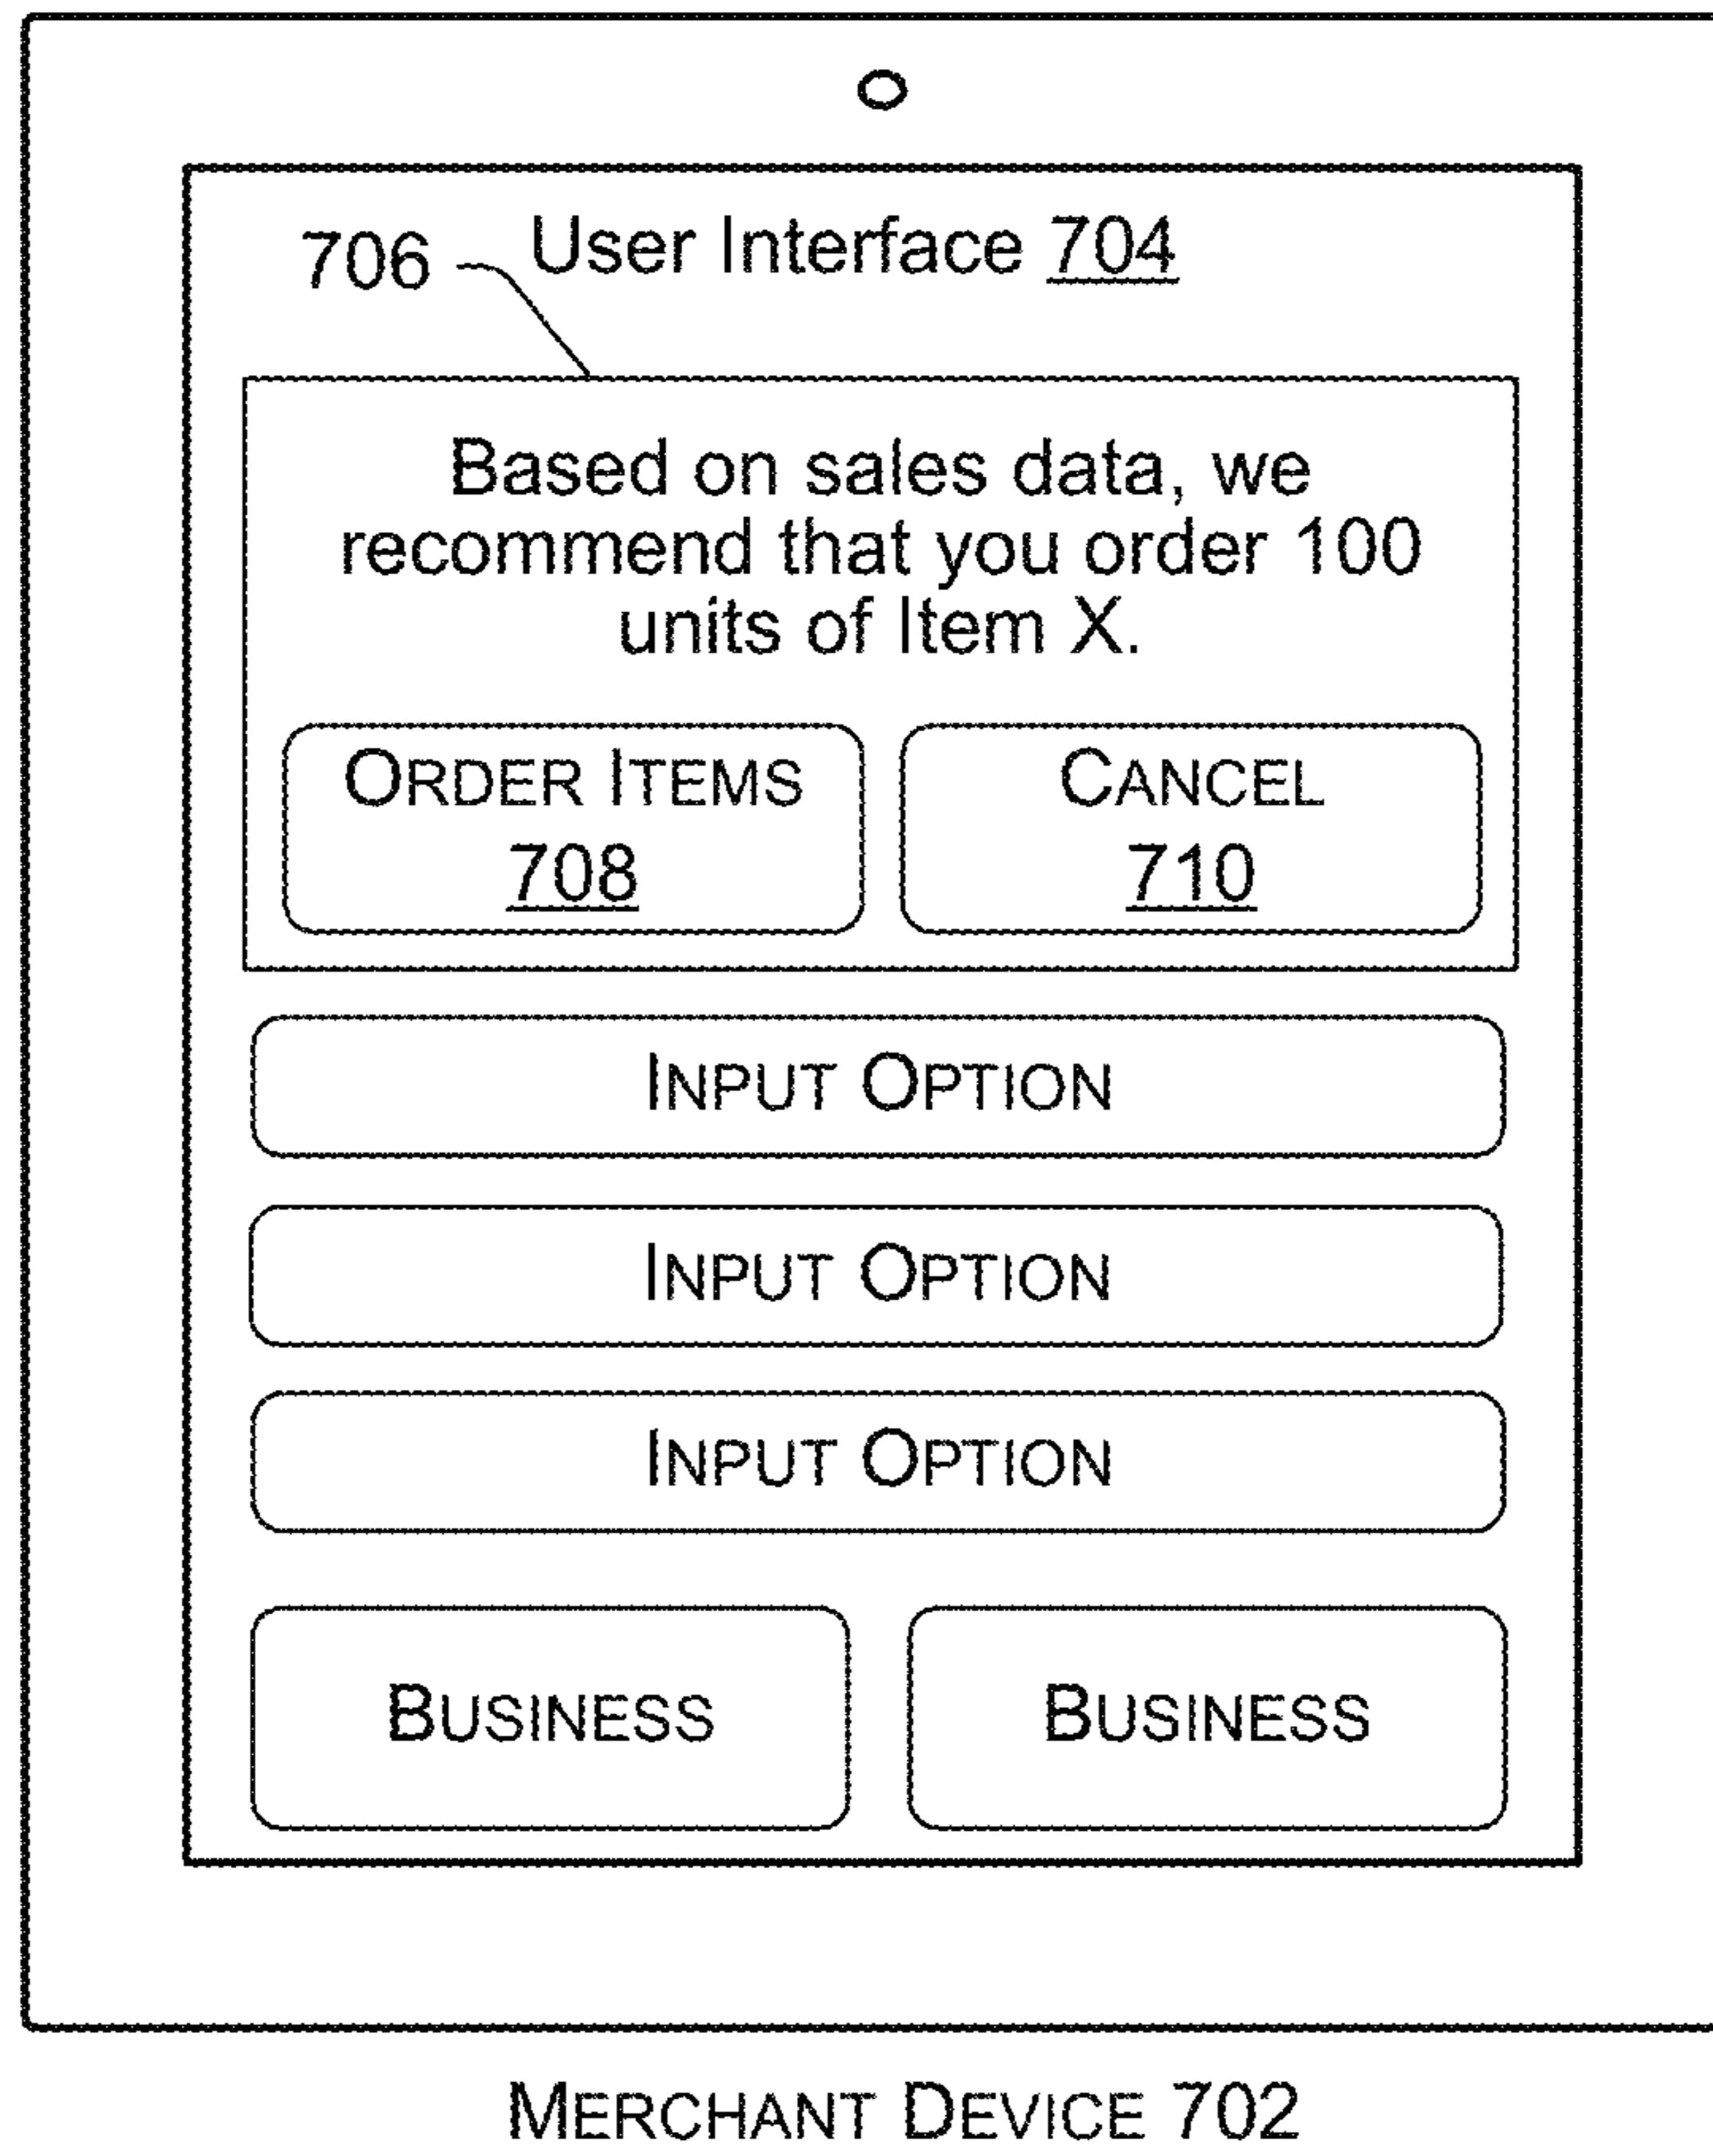 User Interface 704
706
Based on sales data, we
recommend that you order 100
units of Item X.
ORDER ITEMS
708
CANCEL
710
INPUT OPTION
INPUT OPTION
INPUT OPTION
BUSINESS
BUSINESS
MERCHANT DEVICE 702